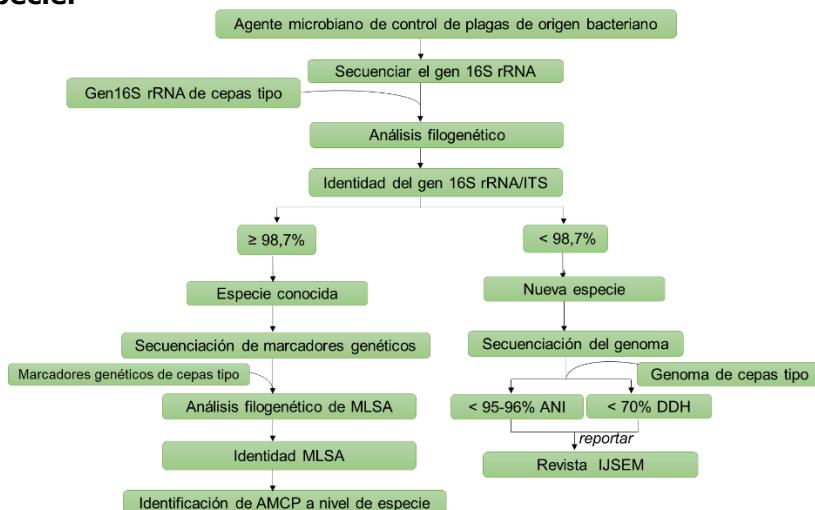 Agente microbiano de control de plagas de origen bacteriano
Secuenciar el gen 16S rRNA
Gen16S rRNA de cepas tipo
Análisis filogenético
Identidad del gen 16S rRNA/ITS
≥ 98,7%
< 98,7%
Especie conocida
Nueva especie
Secuenciación de marcadores genéticos
Secuenciación del genoma
Marcadores genéticos de cepas tipo
Genoma de cepas tipo
Análisis filogenético de MLSA
< 95-96% ANI
< 70% DDH
reportar
Identidad MLSA
Revista IJSEM
Identificación de AMCP a nivel de especie